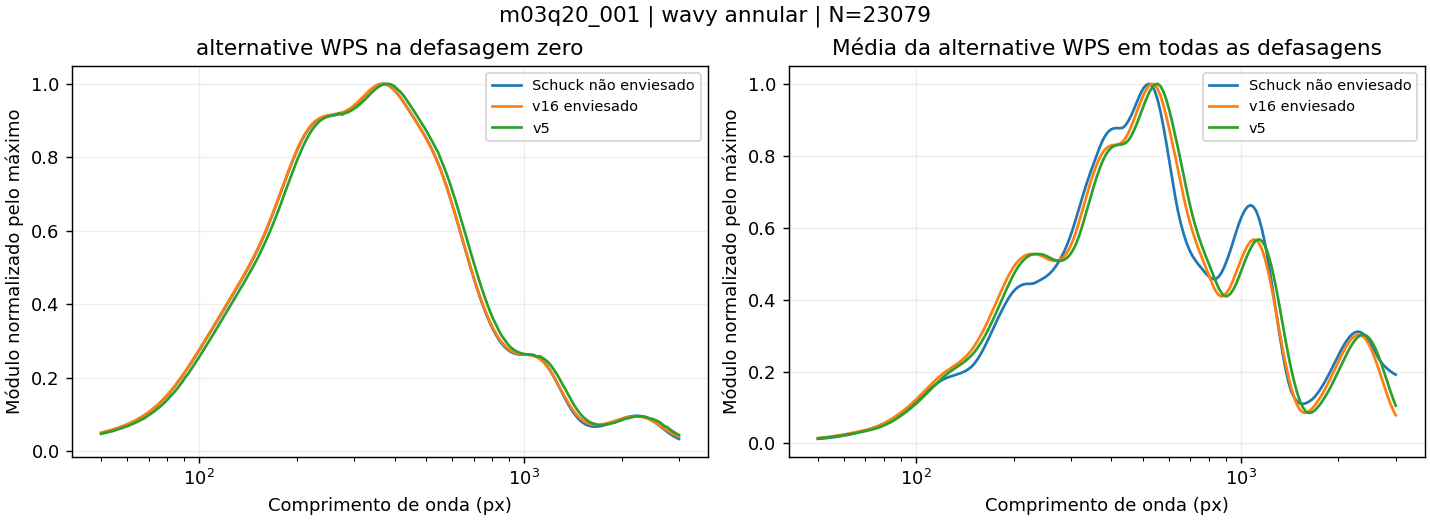 m03q20_001 | wavy annular | N=23079
alternative WPS na defasagem zero
Módulo normalizado pelo máximo
1.0
0.8
0.6
0.4
0.2
0.0
Schuck não enviesado
v16 enviesado
v5
10²
10³
Comprimento de onda (px)
Média da alternative WPS em todas as defasagens
Módulo normalizado pelo máximo
1.0
0.8
0.6
0.4
0.2
0.0
Schuck não enviesado
v16 enviesado
v5
10²
10³
Comprimento de onda (px)